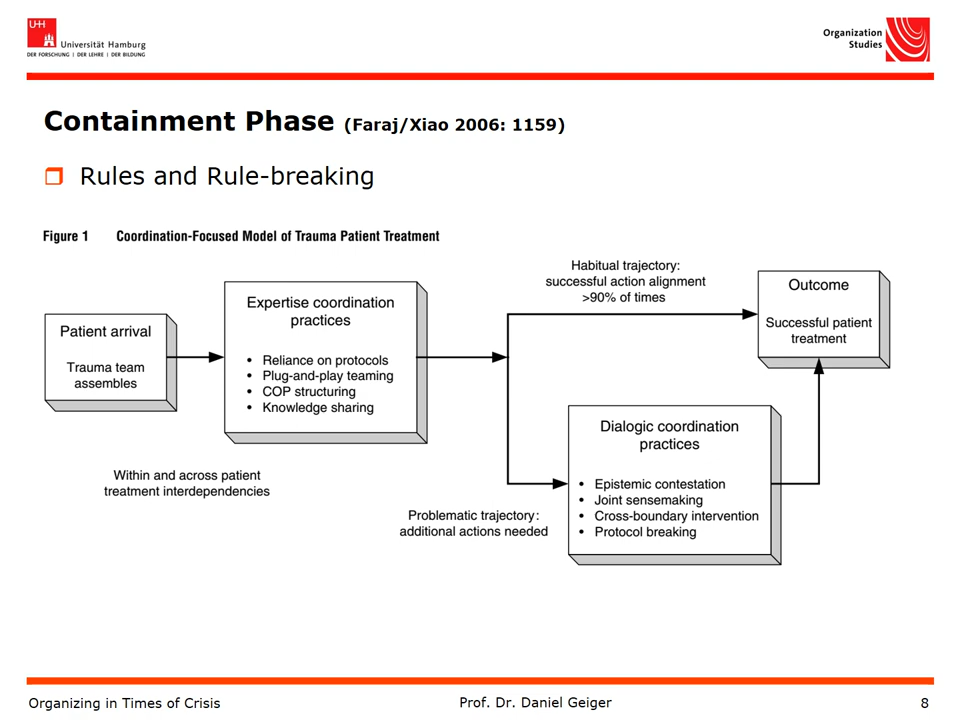 UHH
Universität Hamburg
DER FORSCHUNG | DER LEHRE | DER BILDUNG
Organization
Studies
Containment Phase (Faraj/Xiao 2006: 1159)
Rules and Rule-breaking
Figure 1 Coordination-Focused Model of Trauma Patient Treatment
Patient arrival
Trauma team
assembles
Expertise coordination
practices
• Reliance on protocols
• Plug-and-play teaming
• COP structuring
• Knowledge sharing
Within and across patient
treatment interdependencies
Habitual trajectory:
successful action alignment
>90% of times
Problematic trajectory:
additional actions needed
Dialogic coordination
practices
• Epistemic contestation
• Joint sensemaking
• Cross-boundary intervention
• Protocol breaking
Outcome
Successful patient
treatment
Organizing in Times of Crisis
Prof. Dr. Daniel Geiger
8